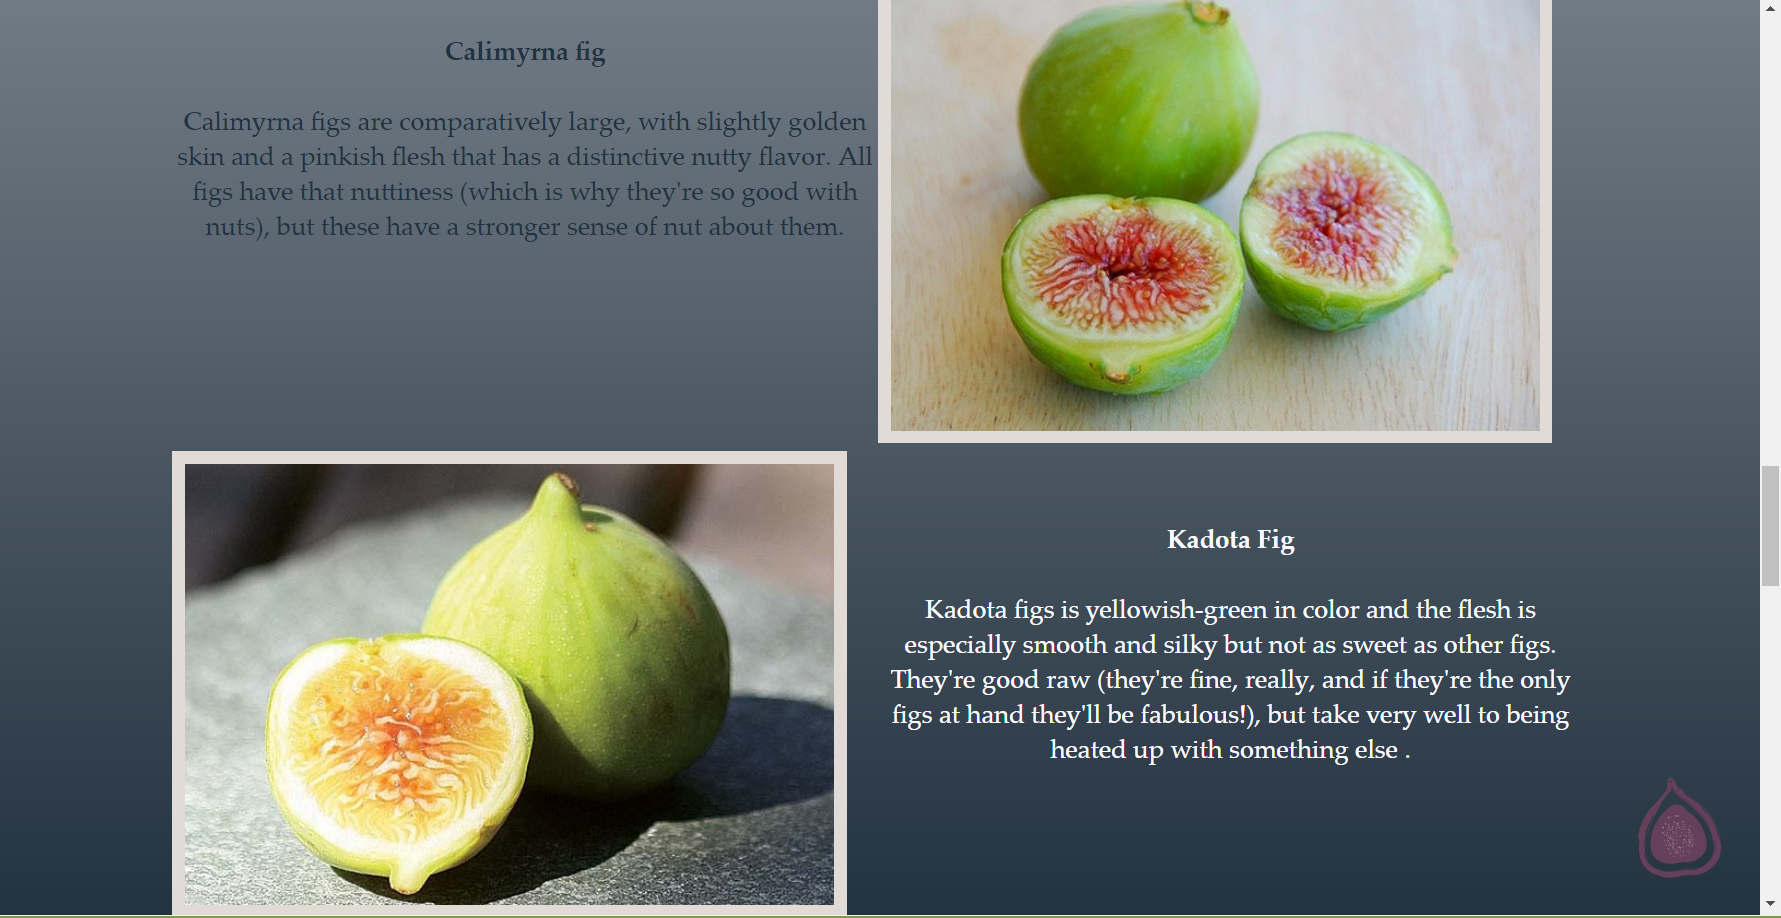 Calimyrna fig
Calimyrna figs are comparatively large, with slightly golden
skin and a pinkish flesh that has a distinctive nutty flavor. All
figs have that nuttiness (which is why they're so good with
nuts), but these have a stronger sense of nut about them.
Kadota Fig
Kadota figs is yellowish-green in color and the flesh is
especially smooth and silky but not as sweet as other figs.
They're good raw (they're fine, really, and if they're the only
figs at hand they'll be fabulous!), but take very well to being
heated up with something else .